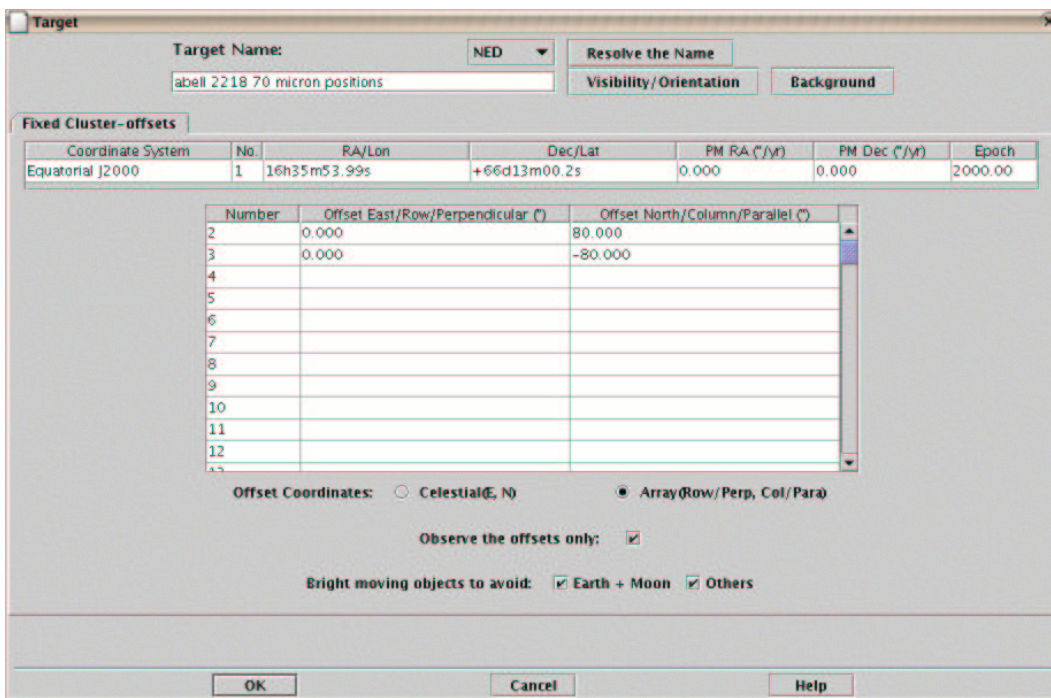 Target
Target Name:
NED
Resolve the Name
abell 2218 70 micron positions
Visibility/Orientation
Background
Fixed Cluster-offsets
Coordinate System No. RA/Lon Dec/Lat PM RA ("/yr) PM Dec ("/yr) Epoch
Equatorial J2000 1 16h35m53.99s +66d13m00.2s 0.000 0.000 2000.00
Number Offset East/Row/Perpendicular (") Offset North/Column/Parallel (")
2 0.000 80.000
3 0.000 -80.000
4
5
6
7
8
9
10
11
12
Offset Coordinates: Celestial(E, N) Array(Row/Perp, Col/Para)
Observe the offsets only:
Bright moving objects to avoid: Earth + Moon Others
OK Cancel Help